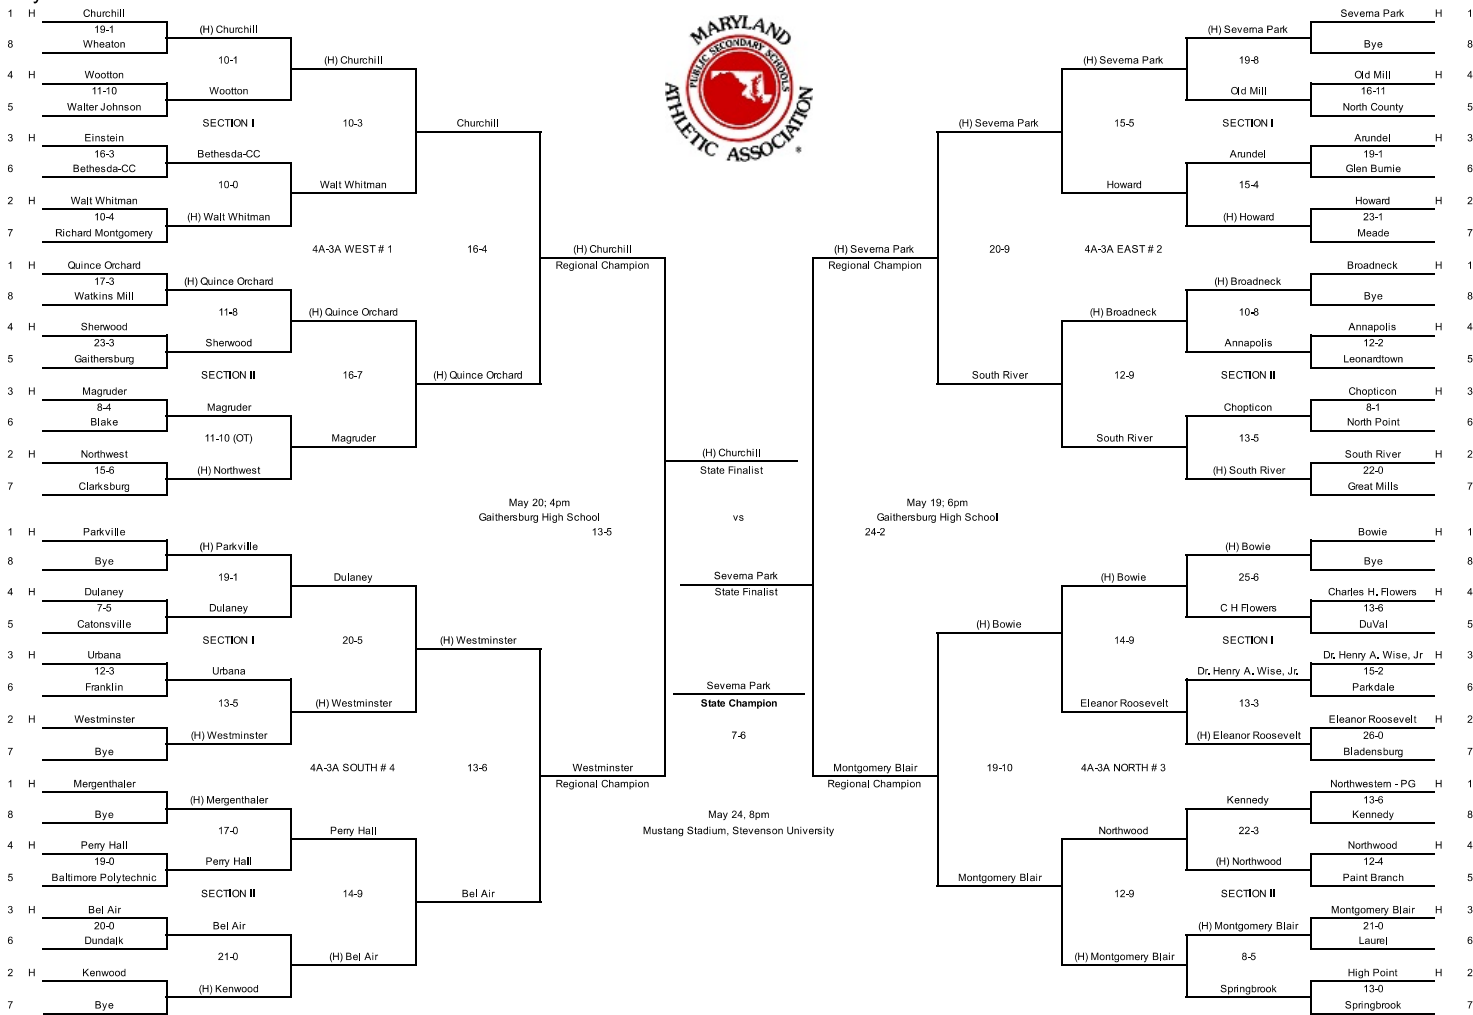 1 H Churchill
19-1
8 Wheaton
(H) Churchill
10-1
4 H Wootton
11-10
5 Walter Johnson
Wootton
(H) Churchill
SECTION I
10-3
3 H Einstein
16-3
6 Bethesda-CC
Bethesda-CC
10-0
2 H Walt Whitman
10-4
7 Richard Montgomery
(H) Walt Whitman
Walt Whitman
Churchill
4A-3A WEST # 1
16-4
1 H Quince Orchard
17-3
8 Watkins Mill
(H) Quince Orchard
11-8
4 H Sherwood
23-3
5 Gaithersburg
Sherwood
(H) Quince Orchard
SECTION II
16-7
3 H Magruder
8-4
6 Blake
Magruder
11-10 (OT)
2 H Northwest
15-6
7 Clarksburg
(H) Northwest
Magruder
(H) Quince Orchard
(H) Churchill
Regional Champion
May 20; 4pm
Gaithersburg High School
13-5
1 H Parkville
8 Bye
(H) Parkville
19-1
4 H Dulaney
7-5
5 Catonsville
Dulaney
Dulaney
SECTION I
20-5
3 H Urbana
12-3
6 Franklin
Urbana
13-5
2 H Westminster
7 Bye
(H) Westminster
(H) Westminster
(H) Westminster
4A-3A SOUTH # 4
13-6
1 H Mergenthaler
8 Bye
(H) Mergenthaler
17-0
4 H Perry Hall
19-0
5 Baltimore Polytechnic
Perry Hall
Perry Hall
SECTION II
14-9
3 H Bel Air
20-0
6 Dundalk
Bel Air
21-0
2 H Kenwood
7 Bye
(H) Kenwood
(H) Bel Air
Bel Air
Westminster
Regional Champion
MARYLAND
PUBLIC SECONDARY SCHOOLS
ATHLETIC ASSOCIATION
®
(H) Churchill
State Finalist
vs
Severna Park
State Finalist
Severna Park
State Champion
7-6
May 24, 8pm
Mustang Stadium, Stevenson University
Severna Park H 1
Bye 8
(H) Severna Park
19-8
Old Mill H 4
16-11
North County 5
Old Mill
(H) Severna Park
SECTION I
15-5
Arundel H 3
19-1
Glen Burnie 6
Arundel
15-4
Howard H 2
23-1
Meade 7
(H) Howard
Howard
(H) Severna Park
4A-3A EAST # 2
20-9
Broadneck H 1
Bye 8
(H) Broadneck
10-8
Annapolis H 4
12-2
Leonardtown 5
Annapolis
(H) Broadneck
SECTION II
12-9
Chopticon H 3
8-1
North Point 6
Chopticon
13-5
South River H 2
22-0
Great Mills 7
(H) South River
South River
South River
(H) Severna Park
Regional Champion
May 19; 6pm
Gaithersburg High School
24-2
Bowie H 1
Bye 8
(H) Bowie
25-6
Charles H. Flowers H 4
13-6
DuVal 5
C H Flowers
(H) Bowie
SECTION I
14-9
Dr. Henry A. Wise, Jr H 3
15-2
Parkdale 6
Dr. Henry A. Wise, Jr.
13-3
Eleanor Roosevelt H 2
26-0
Bladensburg 7
(H) Eleanor Roosevelt
Eleanor Roosevelt
(H) Bowie
4A-3A NORTH # 3
19-10
Northwestern - PG H 1
13-6
Kennedy 8
Kennedy
22-3
Northwood H 4
12-4
Paint Branch 5
(H) Northwood
Northwood
SECTION II
12-9
Montgomery Blair H 3
21-0
Laurel 6
(H) Montgomery Blair
8-5
High Point H 2
13-0
Springbrook 7
Springbrook
(H) Montgomery Blair
Montgomery Blair
Montgomery Blair
Regional Champion